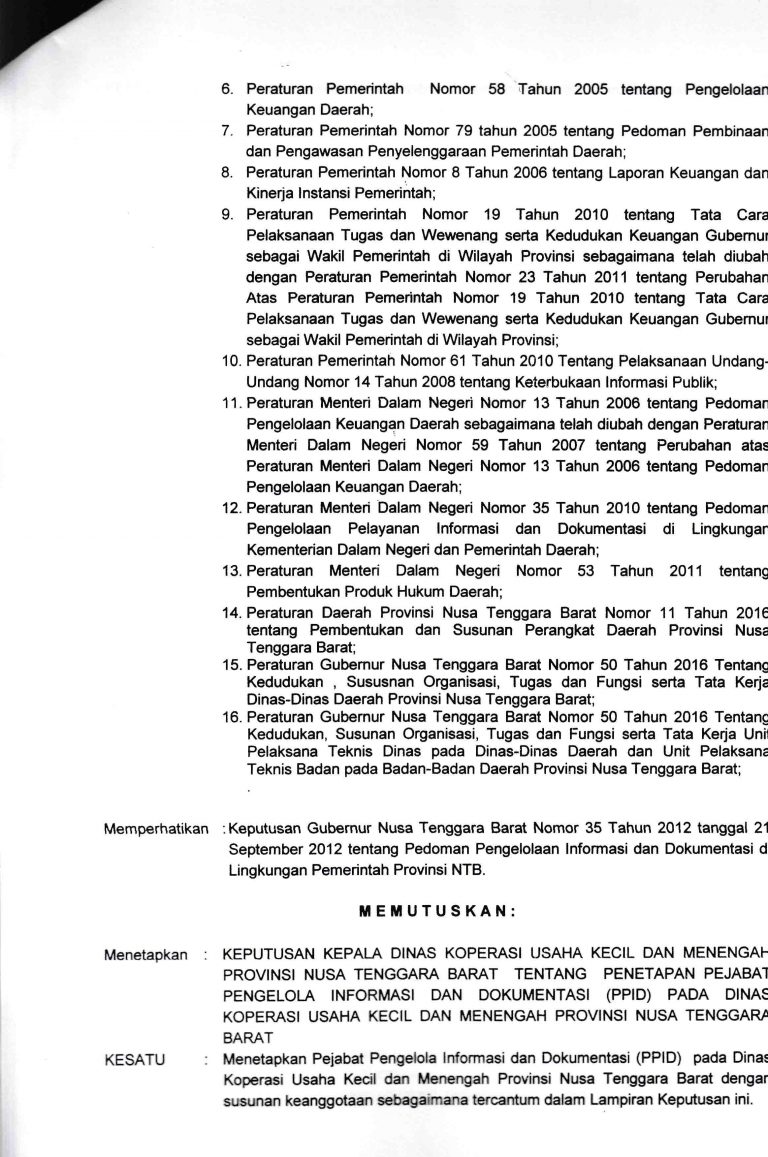 6. Peraturan Pemerintah Nomor 58 Tahun 2005 tentang Pengelolaan
Keuangan Daerah;
7. Peraturan Pemerintah Nomor 79 tahun 2005 tentang Pedoman Pembinaan
dan Pengawasan Penyelenggaraan Pemerintah Daerah;
8. Peraturan Pemerintah Nomor 8 Tahun 2006 tentang Laporan Keuangan dan
Kinerja Instansi Pemerintah;
9. Peraturan Pemerintah Nomor 19 Tahun 2010 tentang Tata Cara
Pelaksanaan Tugas dan Wewenang serta Kedudukan Keuangan Gubernur
sebagai Wakil Pemerintah di Wilayah Provinsi sebagaimana telah diubah
dengan Peraturan Pemerintah Nomor 23 Tahun 2011 tentang Perubahan
Atas Peraturan Pemerintah Nomor 19 Tahun 2010 tentang Tata Cara
Pelaksanaan Tugas dan Wewenang serta Kedudukan Keuangan Gubernur
sebagai Wakil Pemerintah di Wilayah Provinsi;
10. Peraturan Pemerintah Nomor 61 Tahun 2010 Tentang Pelaksanaan Undang-
Undang Nomor 14 Tahun 2008 tentang Keterbukaan Informasi Publik;
11. Peraturan Menteri Dalam Negeri Nomor 13 Tahun 2006 tentang Pedoman
Pengelolaan Keuangan Daerah sebagaimana telah diubah dengan Peraturan
Menteri Dalam Negeri Nomor 59 Tahun 2007 tentang Perubahan atas
Peraturan Menteri Dalam Negeri Nomor 13 Tahun 2006 tentang Pedoman
Pengelolaan Keuangan Daerah;
12. Peraturan Menteri Dalam Negeri Nomor 35 Tahun 2010 tentang Pedoman
Pengelolaan Pelayanan Informasi dan Dokumentasi di Lingkungan
Kementerian Dalam Negeri dan Pemerintah Daerah;
13. Peraturan Menteri Dalam Negeri Nomor 53 Tahun 2011 tentang
Pembentukan Produk Hukum Daerah;
14. Peraturan Daerah Provinsi Nusa Tenggara Barat Nomor 11 Tahun 2016
tentang Pembentukan dan Susunan Perangkat Daerah Provinsi Nusa
Tenggara Barat;
15. Peraturan Gubernur Nusa Tenggara Barat Nomor 50 Tahun 2016 Tentang
Kedudukan , Sususnan Organisasi, Tugas dan Fungsi serta Tata Kerja
Dinas-Dinas Daerah Provinsi Nusa Tenggara Barat;
16. Peraturan Gubernur Nusa Tenggara Barat Nomor 50 Tahun 2016 Tentang
Kedudukan, Susunan Organisasi, Tugas dan Fungsi serta Tata Kerja Unit
Pelaksana Teknis Dinas pada Dinas-Dinas Daerah dan Unit Pelaksana
Teknis Badan pada Badan-Badan Daerah Provinsi Nusa Tenggara Barat;
Memperhatikan : Keputusan Gubernur Nusa Tenggara Barat Nomor 35 Tahun 2012 tanggal 21
September 2012 tentang Pedoman Pengelolaan Informasi dan Dokumentasi d
Lingkungan Pemerintah Provinsi NTB.
MEMUTUSKAN:
Menetapkan : KEPUTUSAN KEPALA DINAS KOPERASI USAHA KECIL DAN MENENGAH
PROVINSI NUSA TENGGARA BARAT TENTANG PENETAPAN PEJABAT
PENGELOLA INFORMASI DAN DOKUMENTASI (PPID) PADA DINAS
KOPERASI USAHA KECIL DAN MENENGAH PROVINSI NUSA TENGGARA
BARAT
KESATU : Menetapkan Pejabat Pengelola Informasi dan Dokumentasi (PPID) pada Dinas
Koperasi Usaha Kecil dan Menengah Provinsi Nusa Tenggara Barat dengan
susunan keanggotaan sebagaimana tercantum dalam Lampiran Keputusan ini.